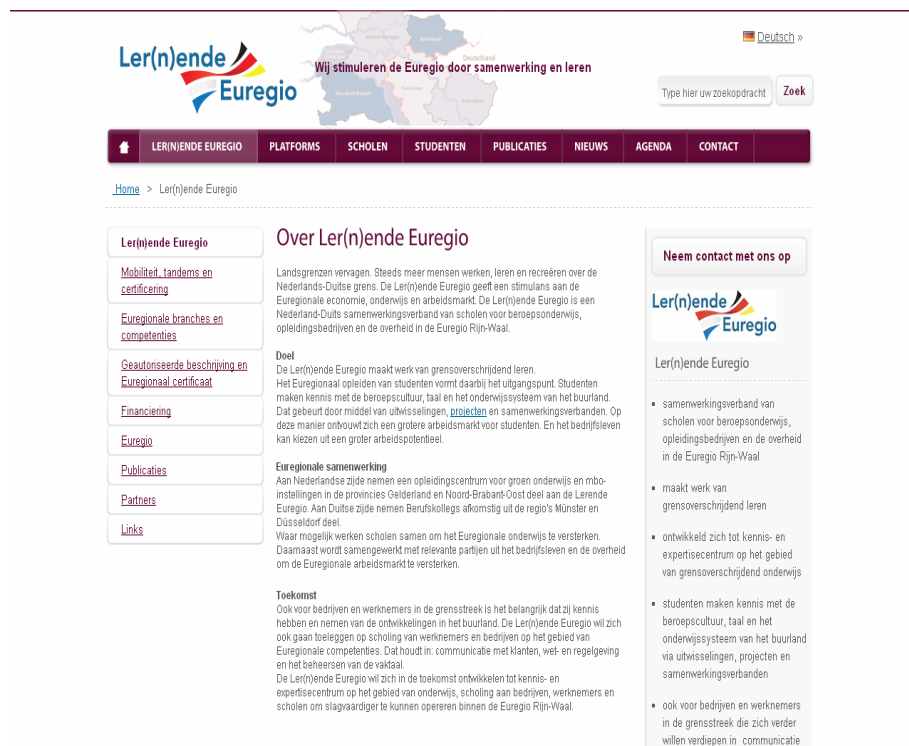 Deutsch »
Ler(n)ende
Euregio
Deutschland
Wij stimuleren de Euregio door samenwerking en leren
Type hier uw zoekopdracht
Zoek
LER(N)ENDE EUREGIO PLATFORMS SCHOLEN STUDENTEN PUBLICATIES NIEUWS AGENDA CONTACT
Home > Ler(n)ende Euregio
Ler(n)ende Euregio
Mobiliteit, tandems en
certificering
Euregionale branches en
competenties
Geautoriseerde beschrijving en
Euregionaal certificaat
Financiering
Euregio
Publicaties
Partners
Links
Over Ler(n)ende Euregio
Landsgrenzen vervagen. Steeds meer mensen werken, leren en recreëren over de
Nederlands-Duitse grens. De Ler(n)ende Euregio geeft een stimulans aan de
Euregionale economie, onderwijs en arbeidsmarkt. De Ler(n)ende Euregio is een
Nederland-Duits samenwerkingsverband van scholen voor beroepsonderwijs,
opleidingsbedrijven en de overheid in de Euregio Rijn-Waal.
Doel
De Ler(n)ende Euregio maakt werk van grensoverschrijdend leren.
Het Euregionaal opleiden van studenten vormt daarbij het uitgangspunt. Studenten
maken kennis met de beroepscultuur, taal en het onderwijssysteem van het buurland.
Dat gebeurt door middel van uitwisselingen, projecten en samenwerkingsverbanden. Op
deze manier ontvouwt zich een grotere arbeidsmarkt voor studenten. En het bedrijfsleven
kan kiezen uit een groter arbeidspotentieel.
Euregionale samenwerking
Aan Nederlandse zijde nemen een opleidingscentrum voor groen onderwijs en mbo-
instellingen in de provincies Gelderland en Noord-Brabant-Oost deel aan de Lerende
Euregio. Aan Duitse zijde nemen Berufskollegs afkomstig uit de regio's Münster en
Düsseldorf deel.
Waar mogelijk werken scholen samen om het Euregionale onderwijs te versterken.
Daarnaast wordt samengewerkt met relevante partijen uit het bedrijfsleven en de overheid
om de Euregionale arbeidsmarkt te versterken.
Toekomst
Ook voor bedrijven en werknemers in de grensstreek is het belangrijk dat zij kennis
hebben en nemen van de ontwikkelingen in het buurland. De Ler(n)ende Euregio wil zich
ook gaan toeleggen op scholing van werknemers en bedrijven op het gebied van
Euregionale competenties. Dat houdt in: communicatie met klanten, wet- en regelgeving
en het beheersen van de vaktaal.
De Ler(n)ende Euregio wil zich in de toekomst ontwikkelen tot kennis- en
expertisecentrum op het gebied van onderwijs, scholing aan bedrijven, werknemers en
scholen om slagvaardiger te kunnen opereren binnen de Euregio Rijn-Waal.
Neem contact met ons op
Ler(n)ende
Euregio
Ler(n)ende Euregio
▪ samenwerkingsverband van
scholen voor beroepsonderwijs,
opleidingsbedrijven en de overheid
in de Euregio Rijn-Waal
▪ maakt werk van
grensoverschrijdend leren
▪ ontwikkeld zich tot kennis- en
expertisecentrum op het gebied
van grensoverschrijdend onderwijs
▪ studenten maken kennis met de
beroepscultuur, taal en het
onderwijssysteem van het buurland
via uitwisselingen, projecten en
samenwerkingsverbanden
▪ ook voor bedrijven en werknemers
in de grensstreek die zich verder
willen verdiepen in communicatie